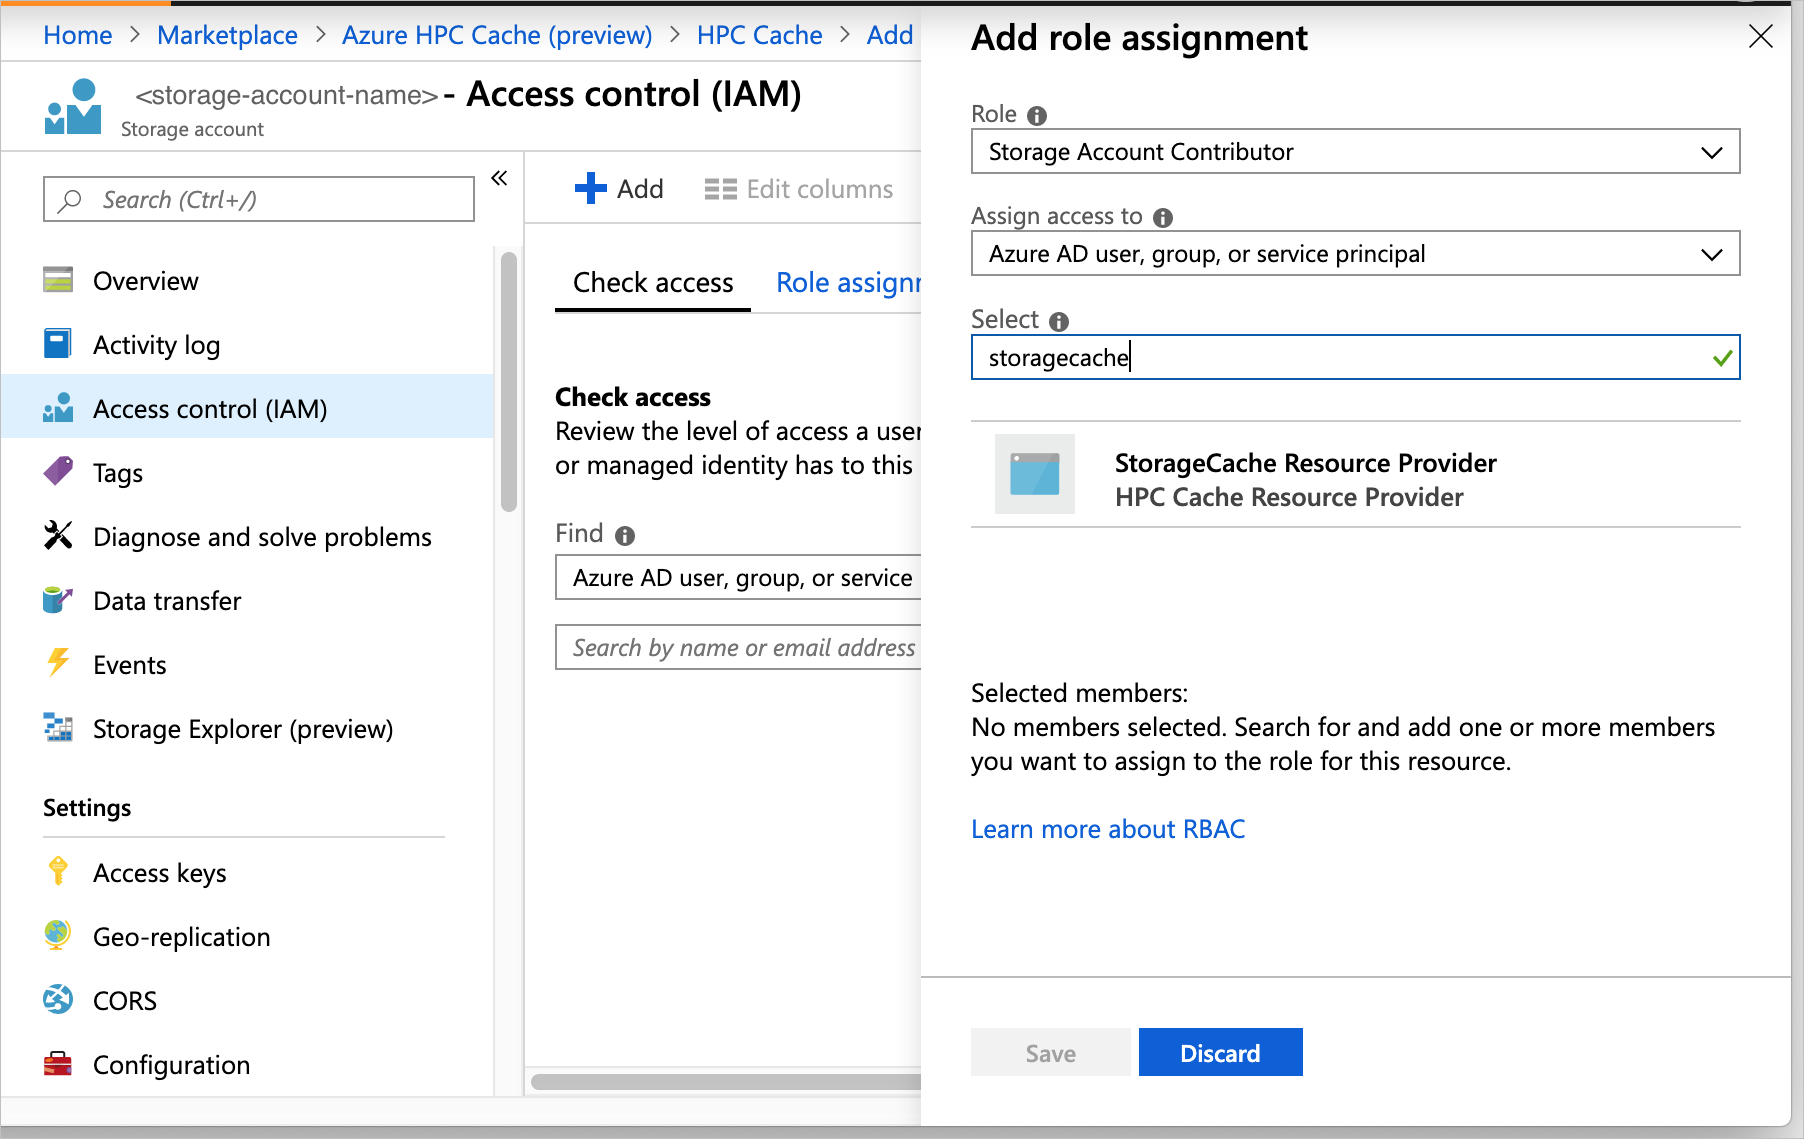 Home > Marketplace > Azure HPC Cache (preview) > HPC Cache > Add
<storage-account-name> - Access control (IAM)
Storage account
Search (Ctrl+/)
«
Overview
Activity log
Access control (IAM)
Tags
Diagnose and solve problems
Data transfer
Events
Storage Explorer (preview)
Settings
Access keys
Geo-replication
CORS
Configuration
Add
Edit columns
Check access
Role
Check access
Review the level of access a user
or managed identity has to this
Find
Azure AD user, group, or service
Search by name or email address
Add role assignment
Role
Storage Account Contributor
Assign access to
Azure AD user, group, or service principal
Select
storagecache
StorageCache Resource Provider
HPC Cache Resource Provider
Selected members:
No members selected. Search for and add one or more members
you want to assign to the role for this resource.
Learn more about RBAC
Save
Discard